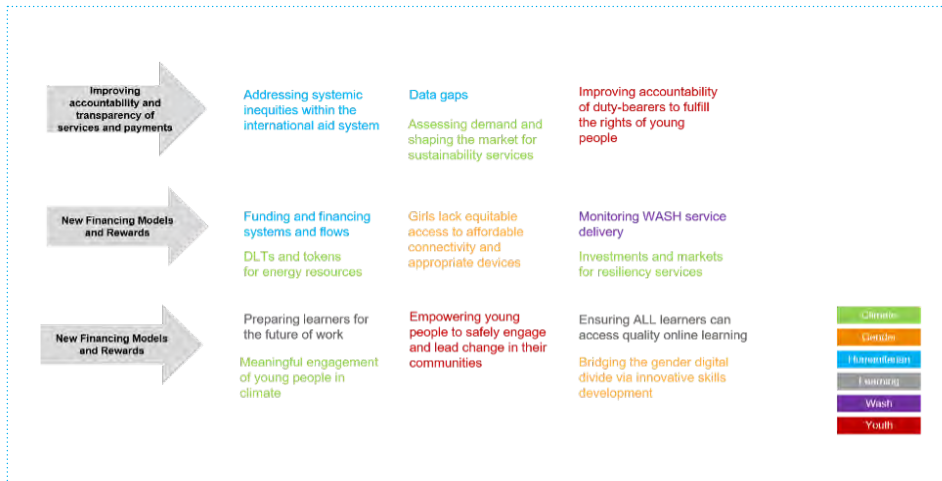 Improving
accountability and
transparency of
services and payments
Addressing systemic
inequities within the
international aid system
Data gaps
Assessing demand and
shaping the market for
sustainability services
Improving accountability
of duty-bearers to fulfill
the rights of young
people
New Financing Models
and Rewards
Funding and financing
systems and flows
DLTs and tokens
for energy resources
Girls lack equitable
access to affordable
connectivity and
appropriate devices
Monitoring WASH service
delivery
Investments and markets
for resiliency services
New Financing Models
and Rewards
Preparing learners for
the future of work
Meaningful engagement
of young people in
climate
Empowering young
people to safely engage
and lead change in their
communities
Ensuring ALL learners can
access quality online learning
Bridging the gender digital
divide via innovative skills
development
Climate
Gender
Humanitarian
Learning
Wash
Youth